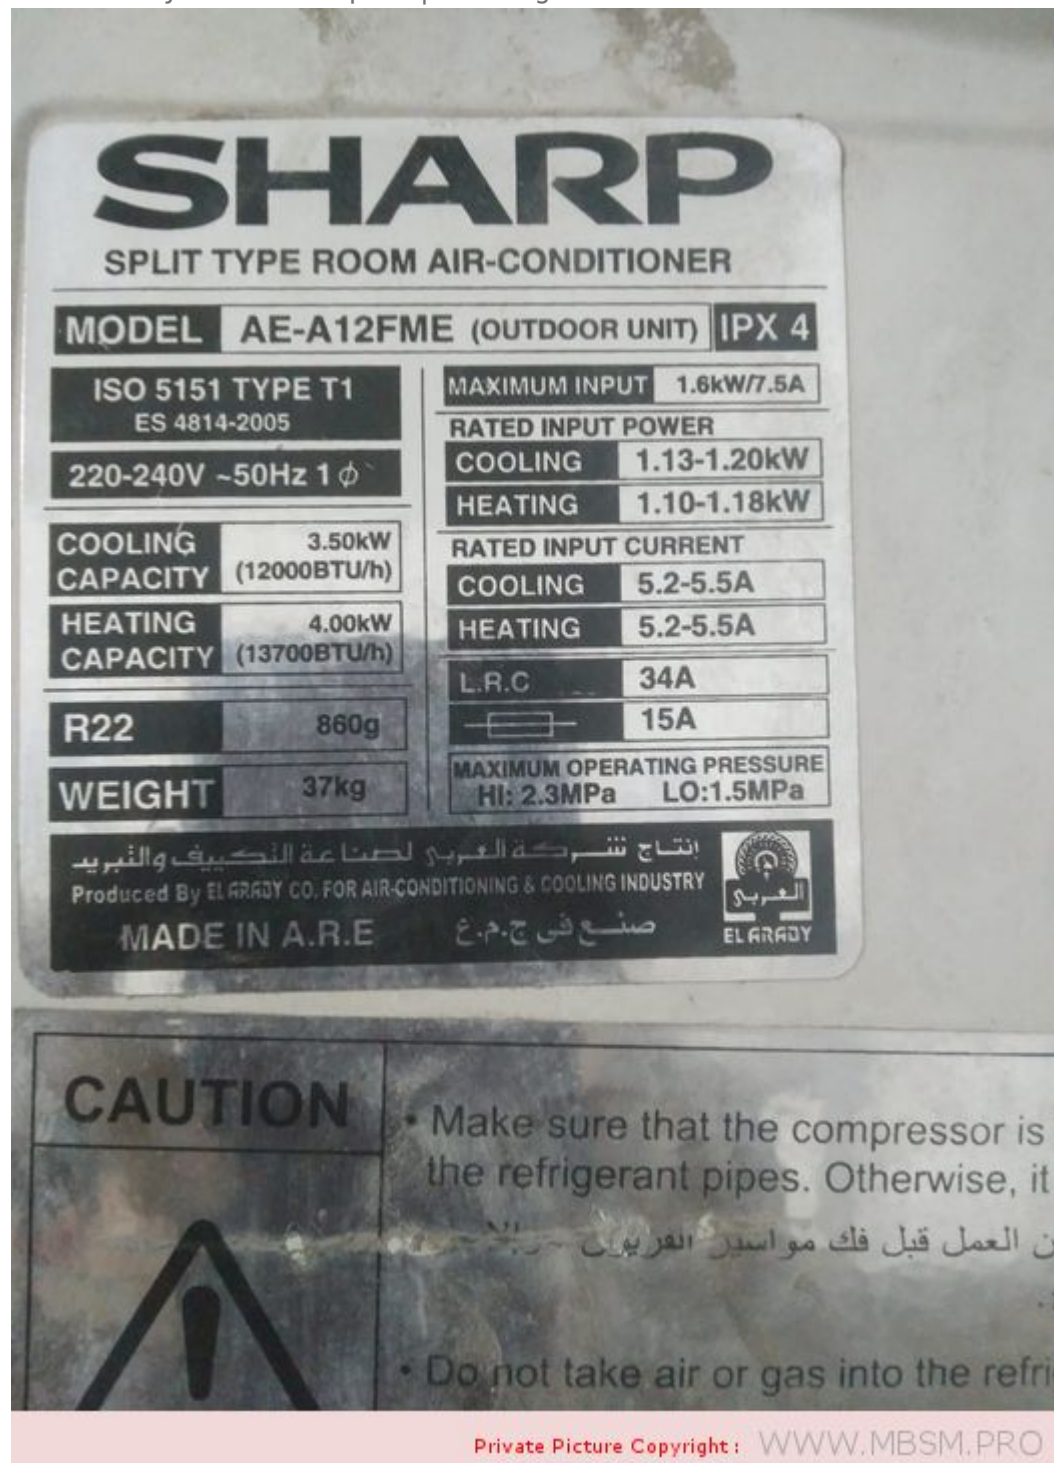 SHARP
SPLIT TYPE ROOM AIR-CONDITIONER
MODEL AE-A12FME (OUTDOOR UNIT) IPX 4
ISO 5151 TYPE T1
ES 4814-2005
220-240V ~50Hz 1 ϕ
COOLING CAPACITY 3.50kW (12000BTU/h)
HEATING CAPACITY 4.00kW (13700BTU/h)
R22 860g
WEIGHT 37kg
MAXIMUM INPUT 1.6kW/7.5A
RATED INPUT POWER
COOLING 1.13-1.20kW
HEATING 1.10-1.18kW
RATED INPUT CURRENT
COOLING 5.2-5.5A
HEATING 5.2-5.5A
L.R.C 34A
15A
MAXIMUM OPERATING PRESSURE
HI: 2.3MPa LO:1.5MPa
إنتاج شركة العربي لصناعة التكييف والتبريد
Produced By EL ARABY CO. FOR AIR-CONDITIONING & COOLING INDUSTRY
MADE IN A.R.E صنع فى ج.م.ع
العربي
EL ARABY
CAUTION
• Make sure that the compressor is
the refrigerant pipes. Otherwise, it
العمل قبل فك مواسير الفريون
• Do not take air or gas into the refri
Private Picture Copyright : WWW.MBSM.PRO